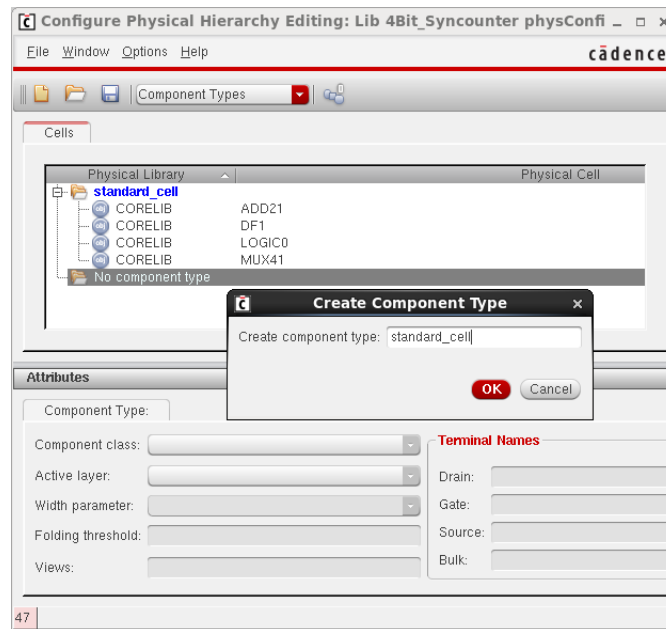 Configure Physical Hierarchy Editing: Lib 4Bit_Syncounter physConfi
File Window Options Help
cādence
Component Types
Cells
Physical Library Physical Cell
standard_cell
CORELIB ADD21
CORELIB DF1
CORELIB LOGIC0
CORELIB MUX41
No component type
Create Component Type
Create component type: standard_cell
OK Cancel
Attributes
Component Type:
Component class:
Active layer:
Width parameter:
Folding threshold:
Views:
Terminal Names
Drain:
Gate:
Source:
Bulk:
47